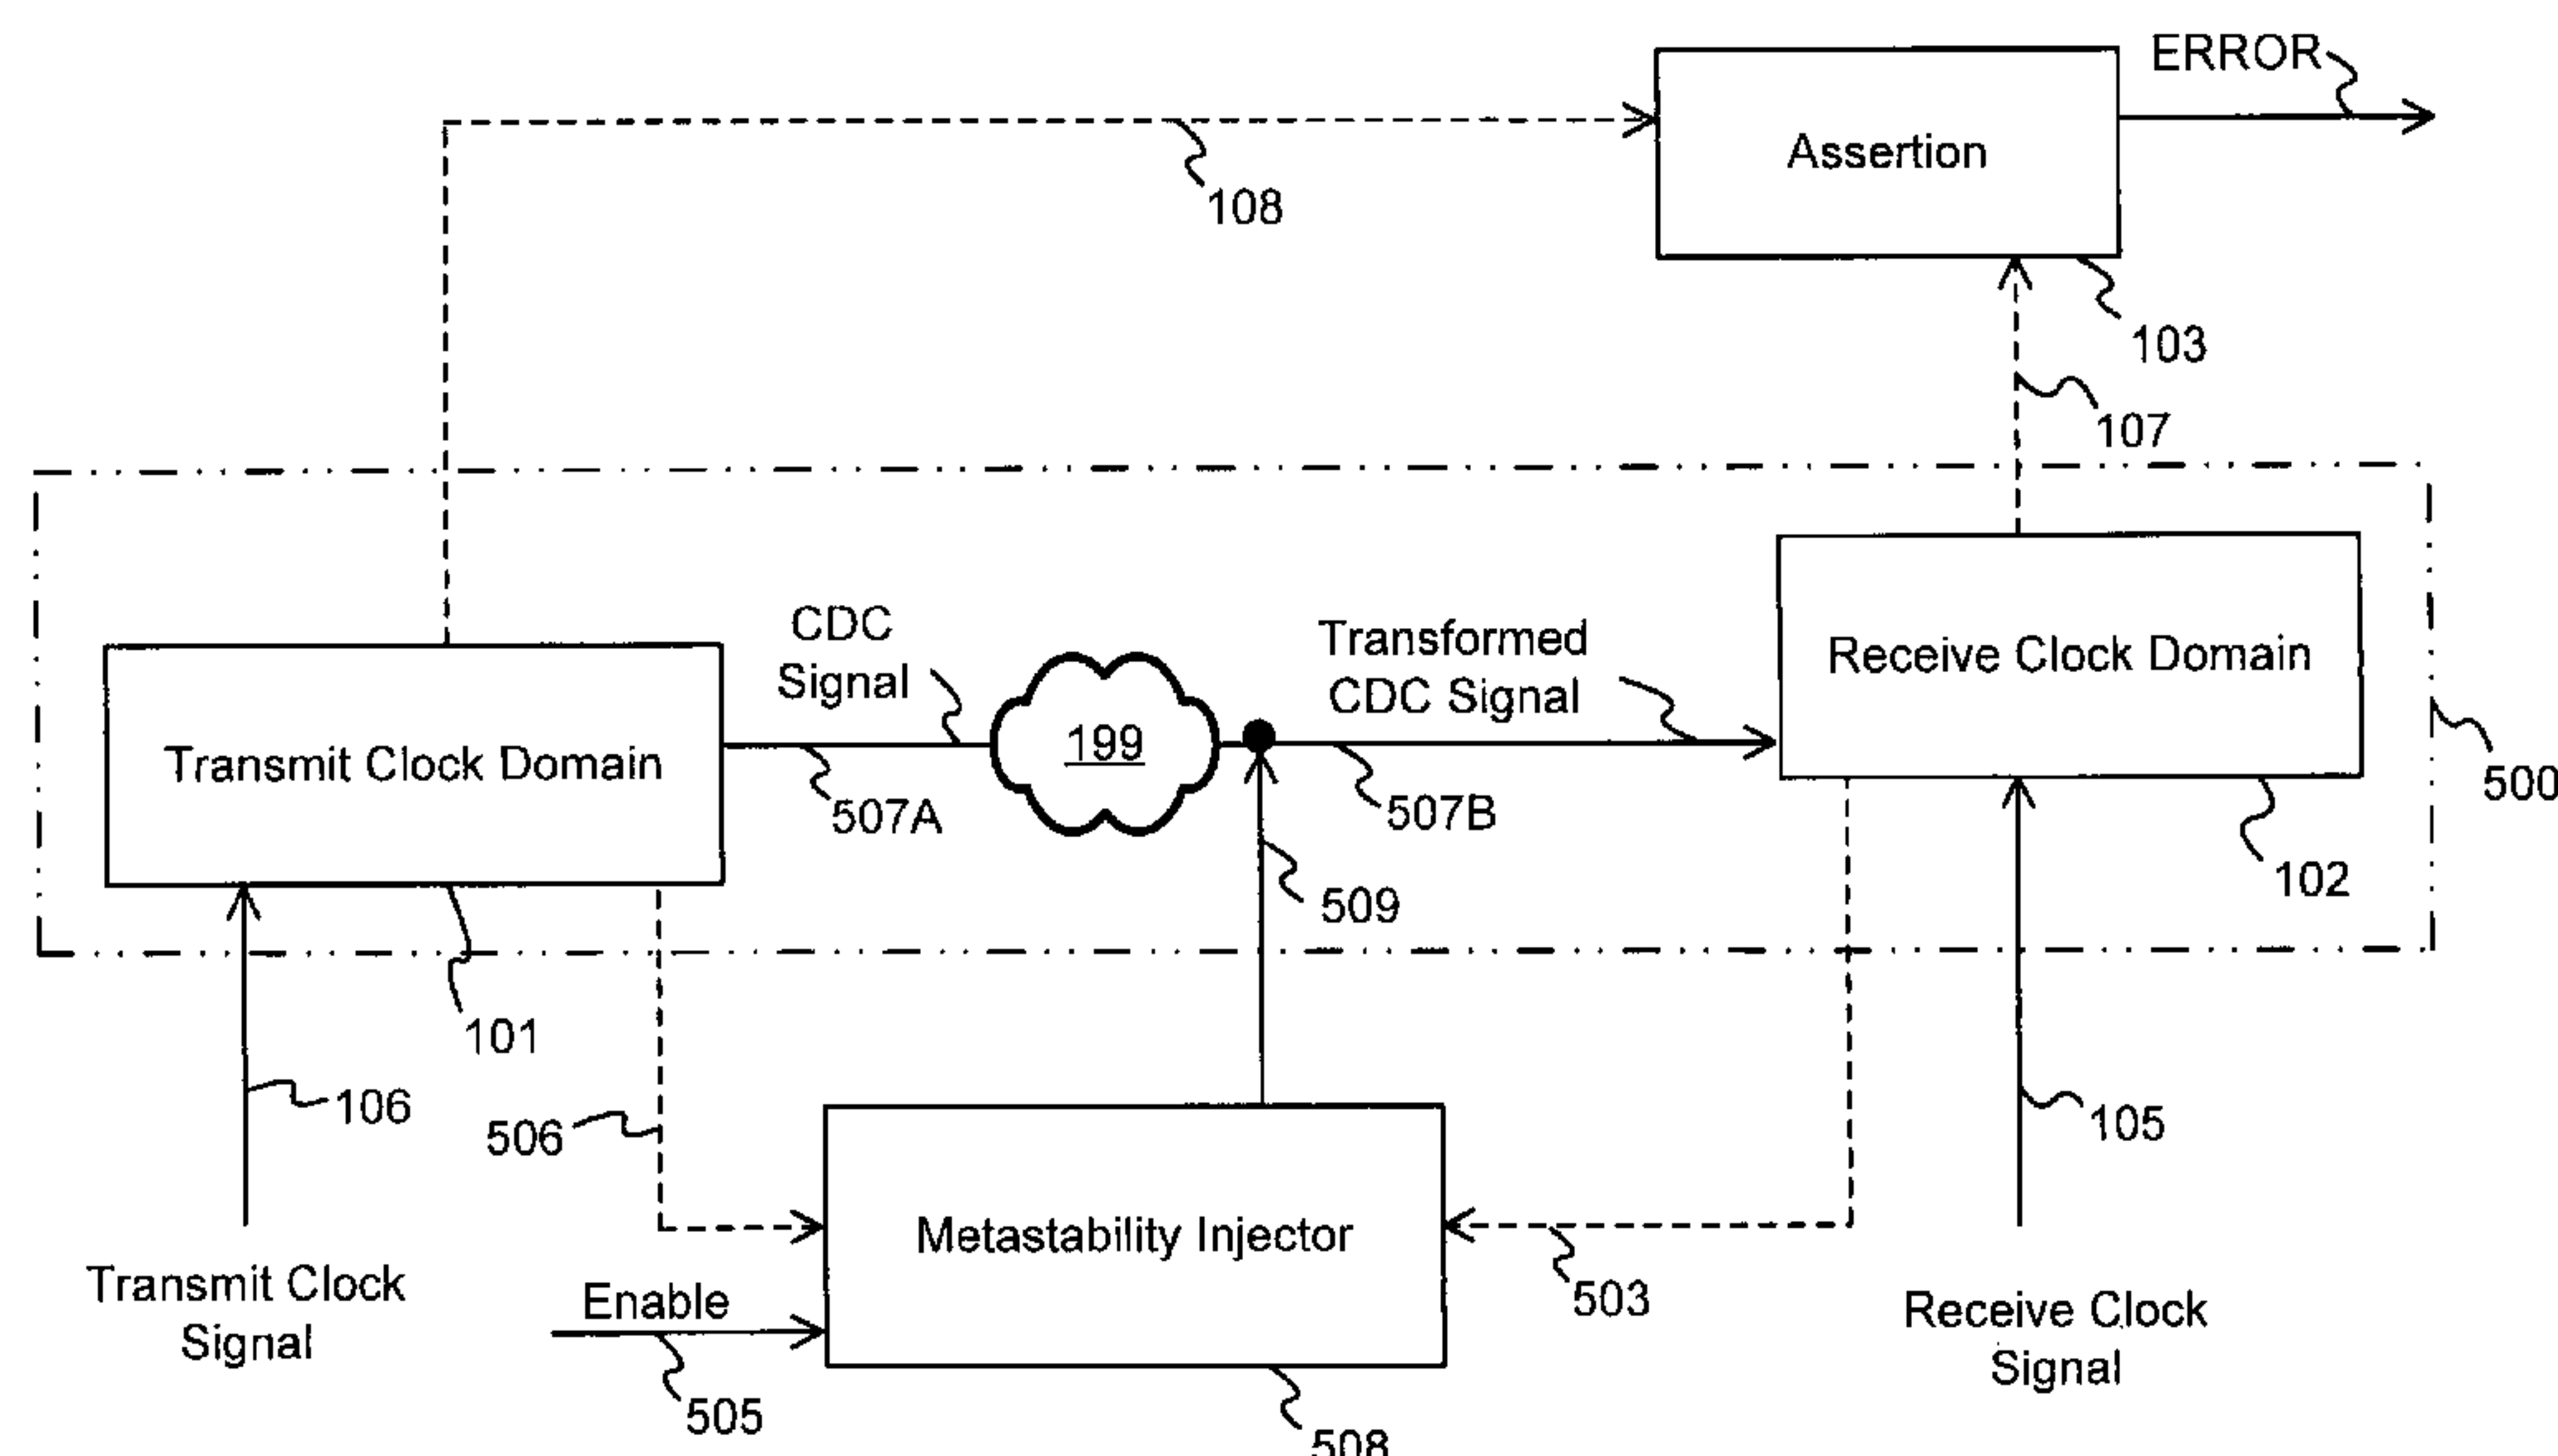 ERROR
Assertion
108
103
107
CDC
Signal
Transformed
CDC Signal
Receive Clock Domain
Transmit Clock Domain
199
507A
507B
500
102
509
101
106
506
105
Metastability Injector
Transmit Clock
Signal
Enable
503
Receive Clock
Signal
505
508